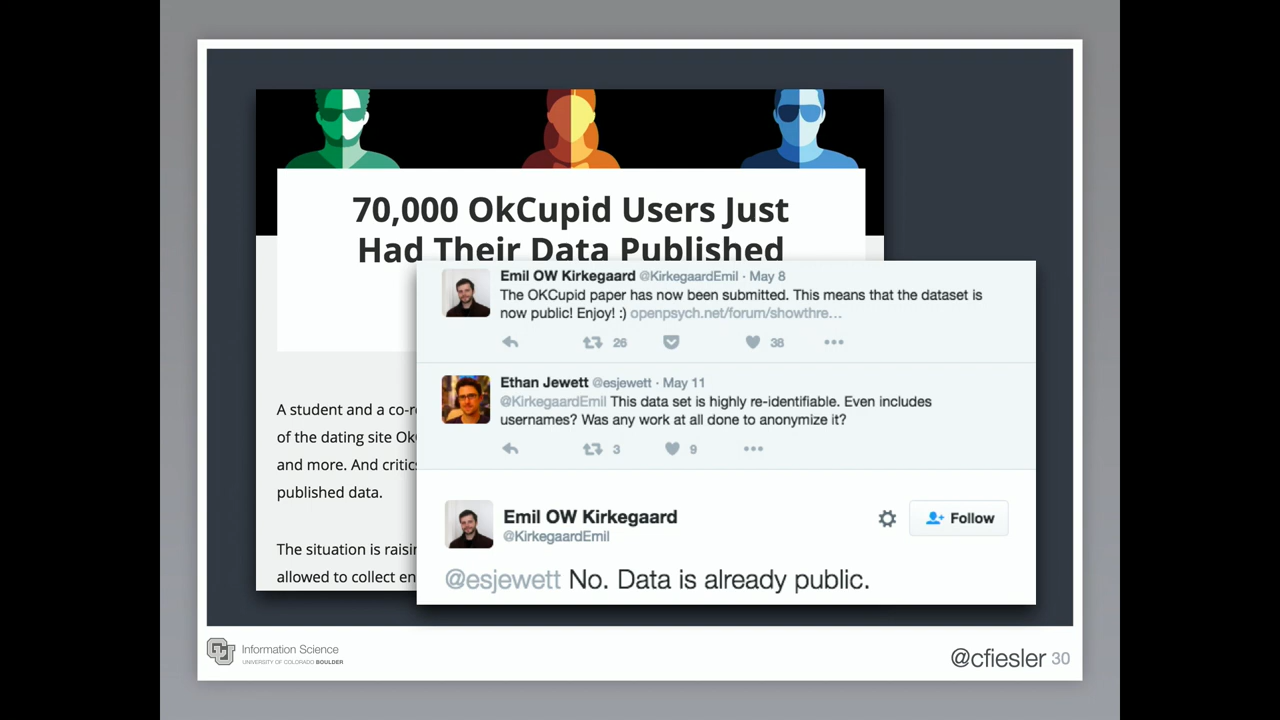 70,000 OkCupid Users Just
Had Their Data Published
Emil OW Kirkegaard @KirkegaardEmil · May 8
The OKCupid paper has now been submitted. This means that the dataset is
now public! Enjoy! :) openpsych.net/forum/showthre...
26 38
Ethan Jewett @esjewett · May 11
@KirkegaardEmil This data set is highly re-identifiable. Even includes
usernames? Was any work at all done to anonymize it?
3 9
Emil OW Kirkegaard
@KirkegaardEmil
Follow
@esjewett No. Data is already public.
A student and a co-r
of the dating site Ok
and more. And critic
published data.
The situation is raisin
allowed to collect en
CU
Information Science
UNIVERSITY OF COLORADO BOULDER
@cfiesler 30